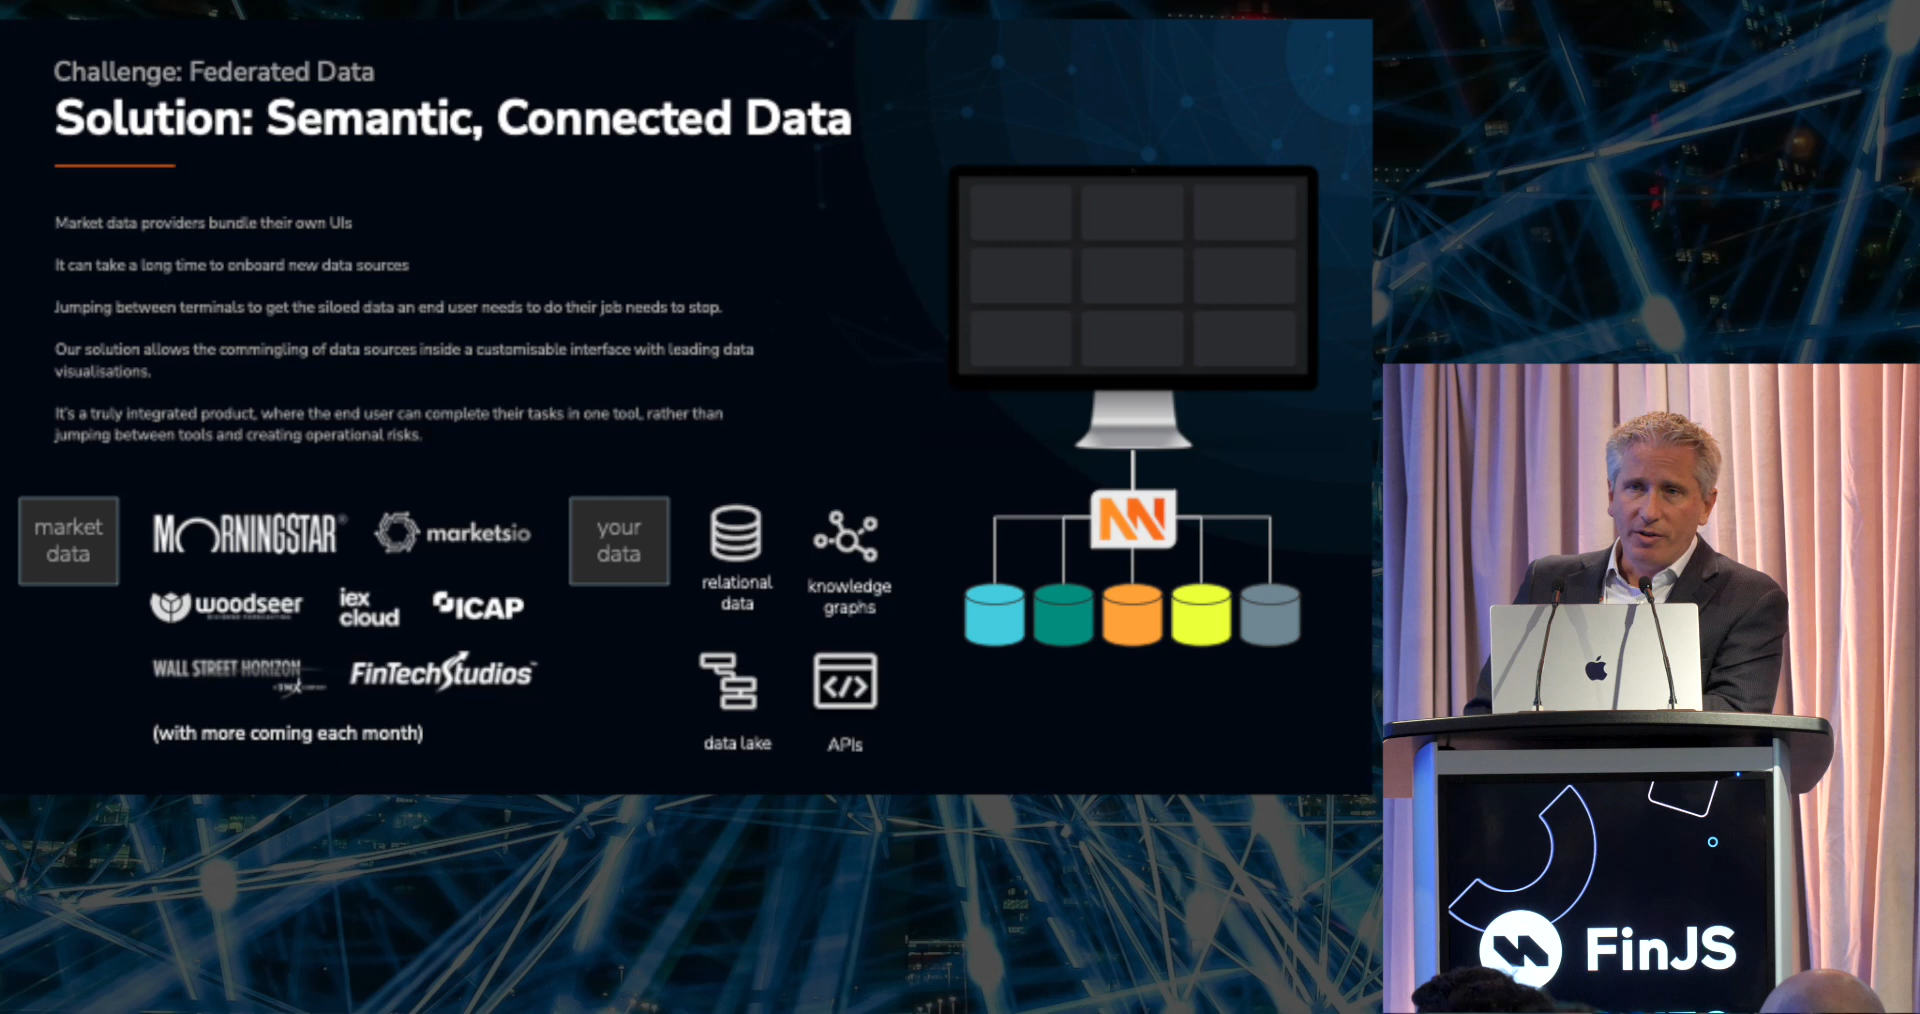 Challenge: Federated Data
Solution: Semantic, Connected Data
Market data providers bundle their own UIs
It can take a long time to onboard new data sources
Jumping between terminals to get the siloed data an end user needs to do their job needs to stop.
Our solution allows the commingling of data sources inside a customisable interface with leading data
visualisations.
It's a truly integrated product, where the end user can complete their tasks in one tool, rather than
jumping between tools and creating operational risks.
market
data
MORNINGSTAR®
marketsio
woodseer
iex
cloud
ICAP
WALL STREET HORIZON
FinTechStudios
(with more coming each month)
your
data
relational
data
knowledge
graphs
data lake
APIs
FinJS